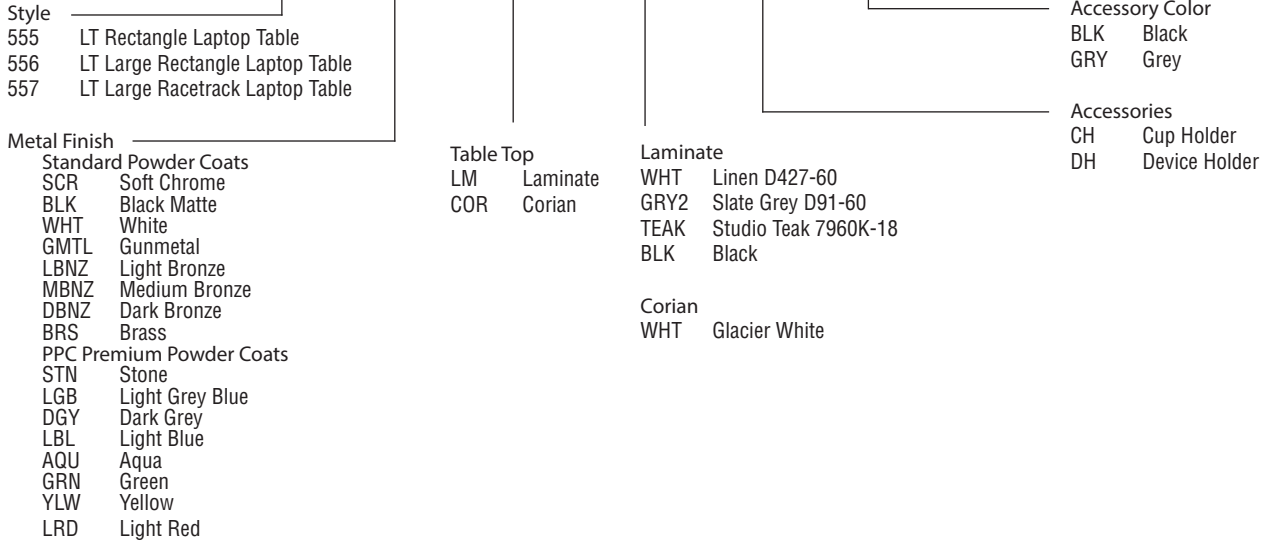 Style
555 LT Rectangle Laptop Table
556 LT Large Rectangle Laptop Table
557 LT Large Racetrack Laptop Table
Metal Finish
Standard Powder Coats
SCR Soft Chrome
BLK Black Matte
WHT White
GMTL Gunmetal
LBNZ Light Bronze
MBNZ Medium Bronze
DBNZ Dark Bronze
BRS Brass
PPC Premium Powder Coats
STN Stone
LGB Light Grey Blue
DGY Dark Grey
LBL Light Blue
AQU Aqua
GRN Green
YLW Yellow
LRD Light Red
Table Top
LM Laminate
COR Corian
Laminate
WHT Linen D427-60
GRY2 Slate Grey D91-60
TEAK Studio Teak 7960K-18
BLK Black
Corian
WHT Glacier White
Accessory Color
BLK Black
GRY Grey
Accessories
CH Cup Holder
DH Device Holder